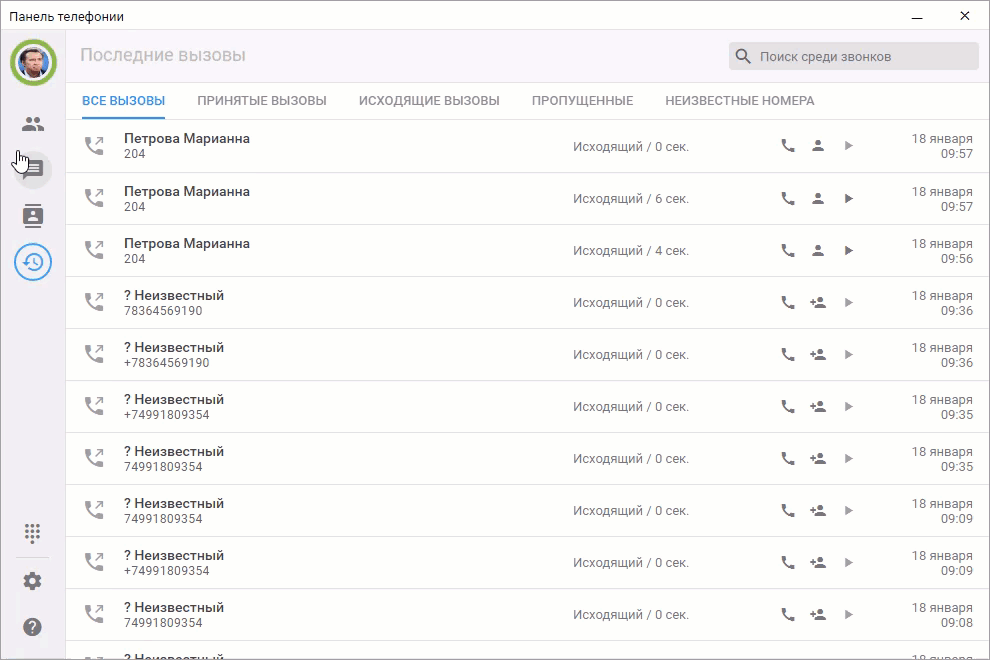 Панель телефонии
Последние вызовы
Поиск среди звонков
ВСЕ ВЫЗОВЫ ПРИНЯТЫЕ ВЫЗОВЫ ИСХОДЯЩИЕ ВЫЗОВЫ ПРОПУЩЕННЫЕ НЕИЗВЕСТНЫЕ НОМЕРА
Петрова Марианна
204
Исходящий / 0 сек.
18 января
09:57
Петрова Марианна
204
Исходящий / 6 сек.
18 января
09:57
Петрова Марианна
204
Исходящий / 4 сек.
18 января
09:56
? Неизвестный
78364569190
Исходящий / 0 сек.
18 января
09:36
? Неизвестный
+78364569190
Исходящий / 0 сек.
18 января
09:36
? Неизвестный
+74991809354
Исходящий / 0 сек.
18 января
09:35
? Неизвестный
74991809354
Исходящий / 0 сек.
18 января
09:35
? Неизвестный
74991809354
Исходящий / 0 сек.
18 января
09:09
? Неизвестный
+74991809354
Исходящий / 0 сек.
18 января
09:09
? Неизвестный
74991809354
Исходящий / 0 сек.
18 января
09:08
? Неизвестный
18 января